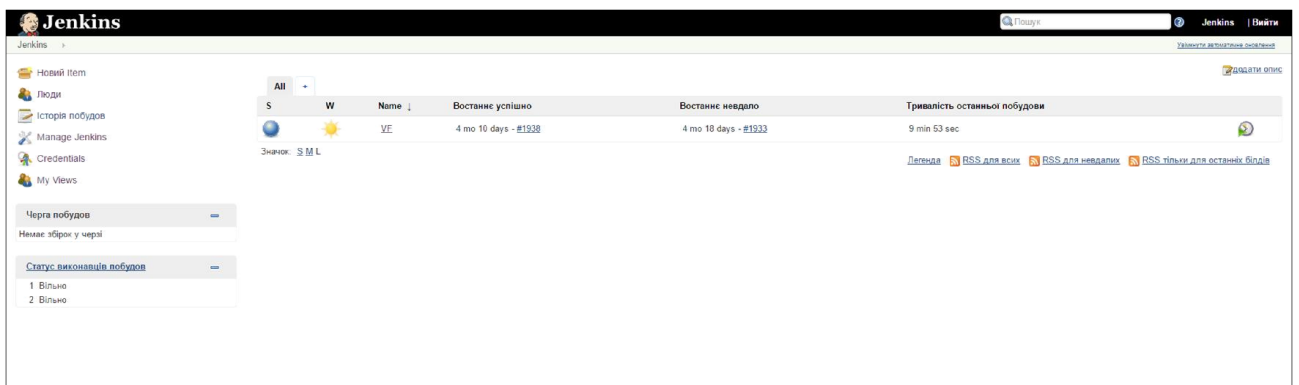 Jenkins
Пошук
Jenkins | Вийти
Jenkins
Увімкнути автоматичне оновлення
Новий Item
Люди
Історія побудов
Manage Jenkins
Credentials
My Views
додати опис
All +
S W Name ↓ Востаннє успішно Востаннє невдало Тривалість останньої побудови
VF 4 mo 10 days - #1938 4 mo 18 days - #1933 9 min 53 sec
Значок: S M L
Легенда RSS для всих RSS для невдалих RSS тільки для останніх білдів
Черга побудов
Немає збірок у черзі
Статус виконавців побудов
1 Вільно
2 Вільно